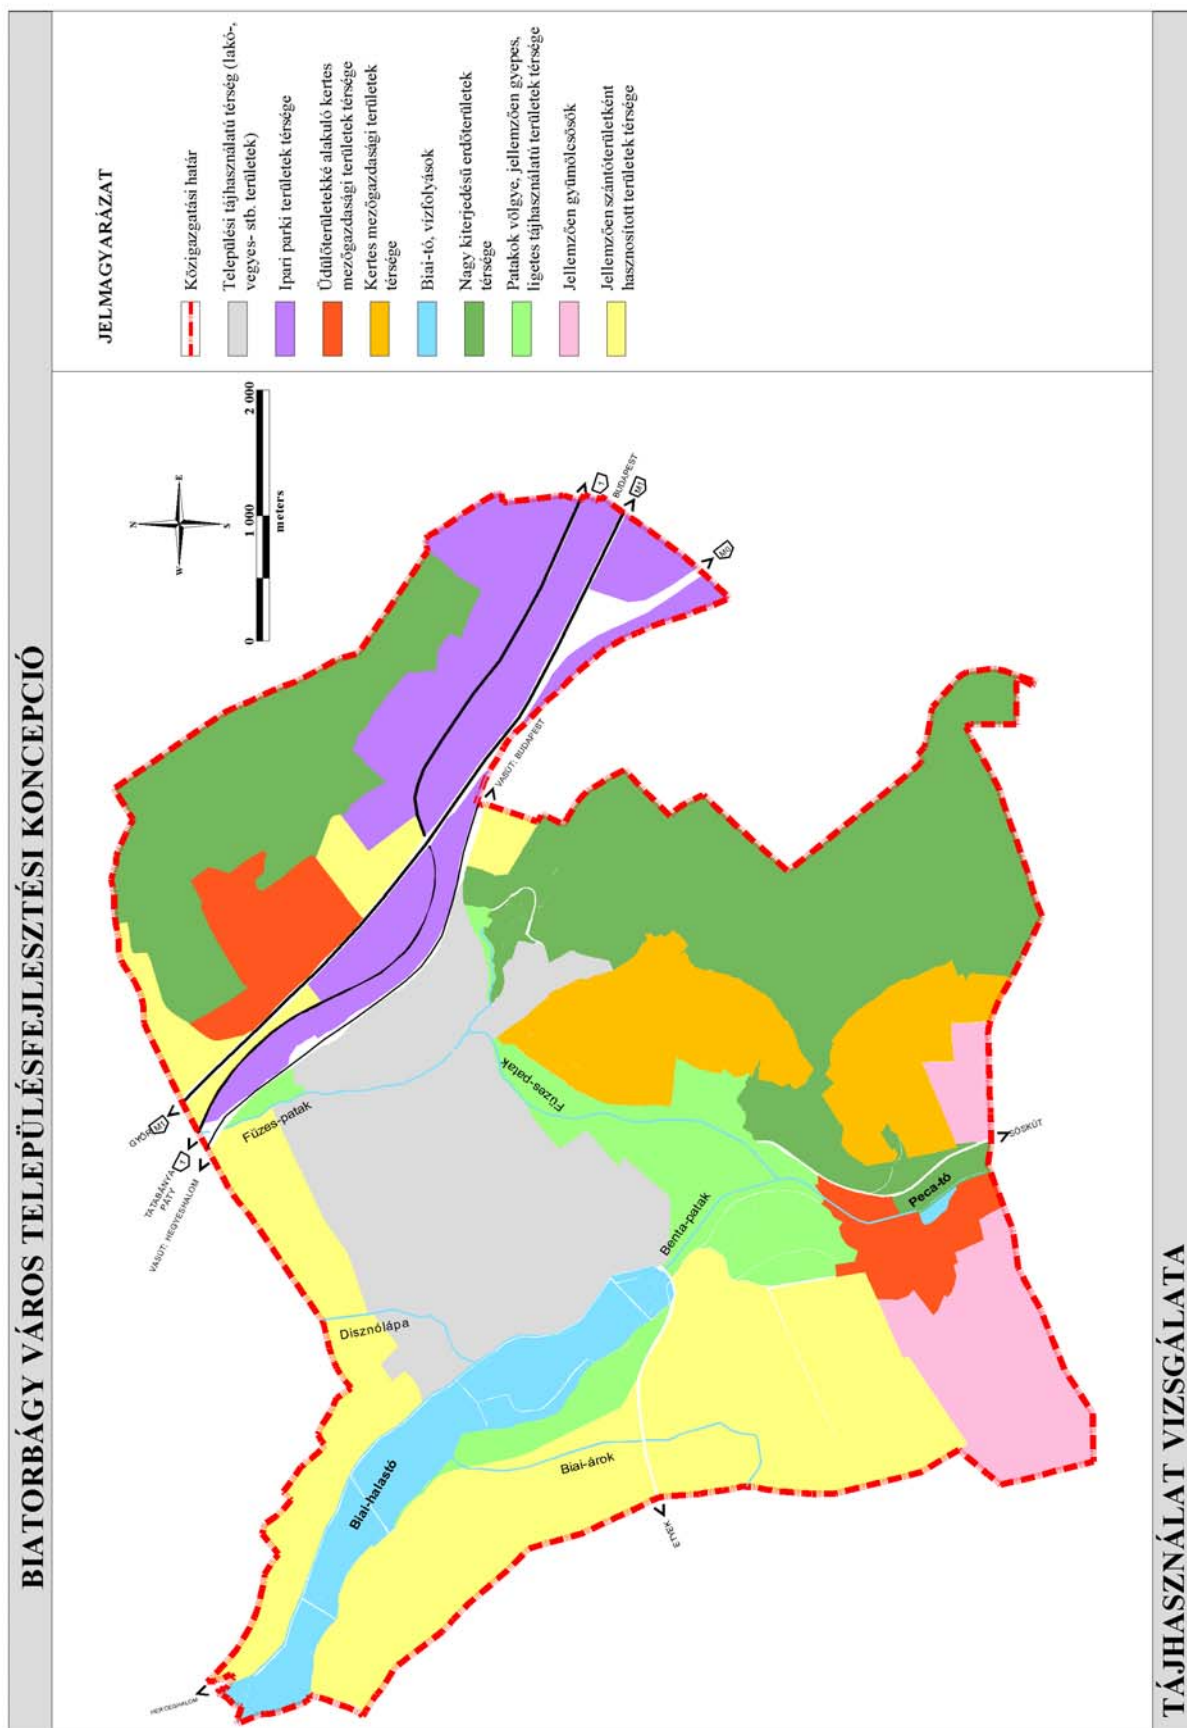 BIATORBÁGY VÁROS TELEPÜLÉSFEJLESZTÉSI KONCEPCIÓ
JELMAGYARÁZAT
Közigazgatási határ
Települési tájhasználatú térség (lakó-,
vegyes- stb. területek)
Ipari parki területek térsége
Üdülőterületekké alakuló kertes
mezőgazdasági területek térsége
Kertes mezőgazdasági területek
térsége
Biai-tó, vízfolyások
Nagy kiterjedésű erdőterületek
térsége
Patakok völgye, jellemzően gyepes,
ligetes tájhasználatú területek térsége
Jellemzően gyümölcsösök
Jellemzően szántóterületként
hasznosított területek térsége
N
W
E
S
0
1 000
2 000
meters
1
BUDAPEST
M1
M0
VASÚT: BUDAPEST
GYŐR
M1
TATABÁNYA
PÁTY
1
VASÚT: HEGYESHALOM
Füzes-patak
Füzes-patak
Benta-patak
Disznólápa
Biai-halastó
Biai-árok
Peca-tó
SÓSKÚT
ETYEK
HERCEGHALOM
TÁJHASZNÁLAT VIZSGÁLATA